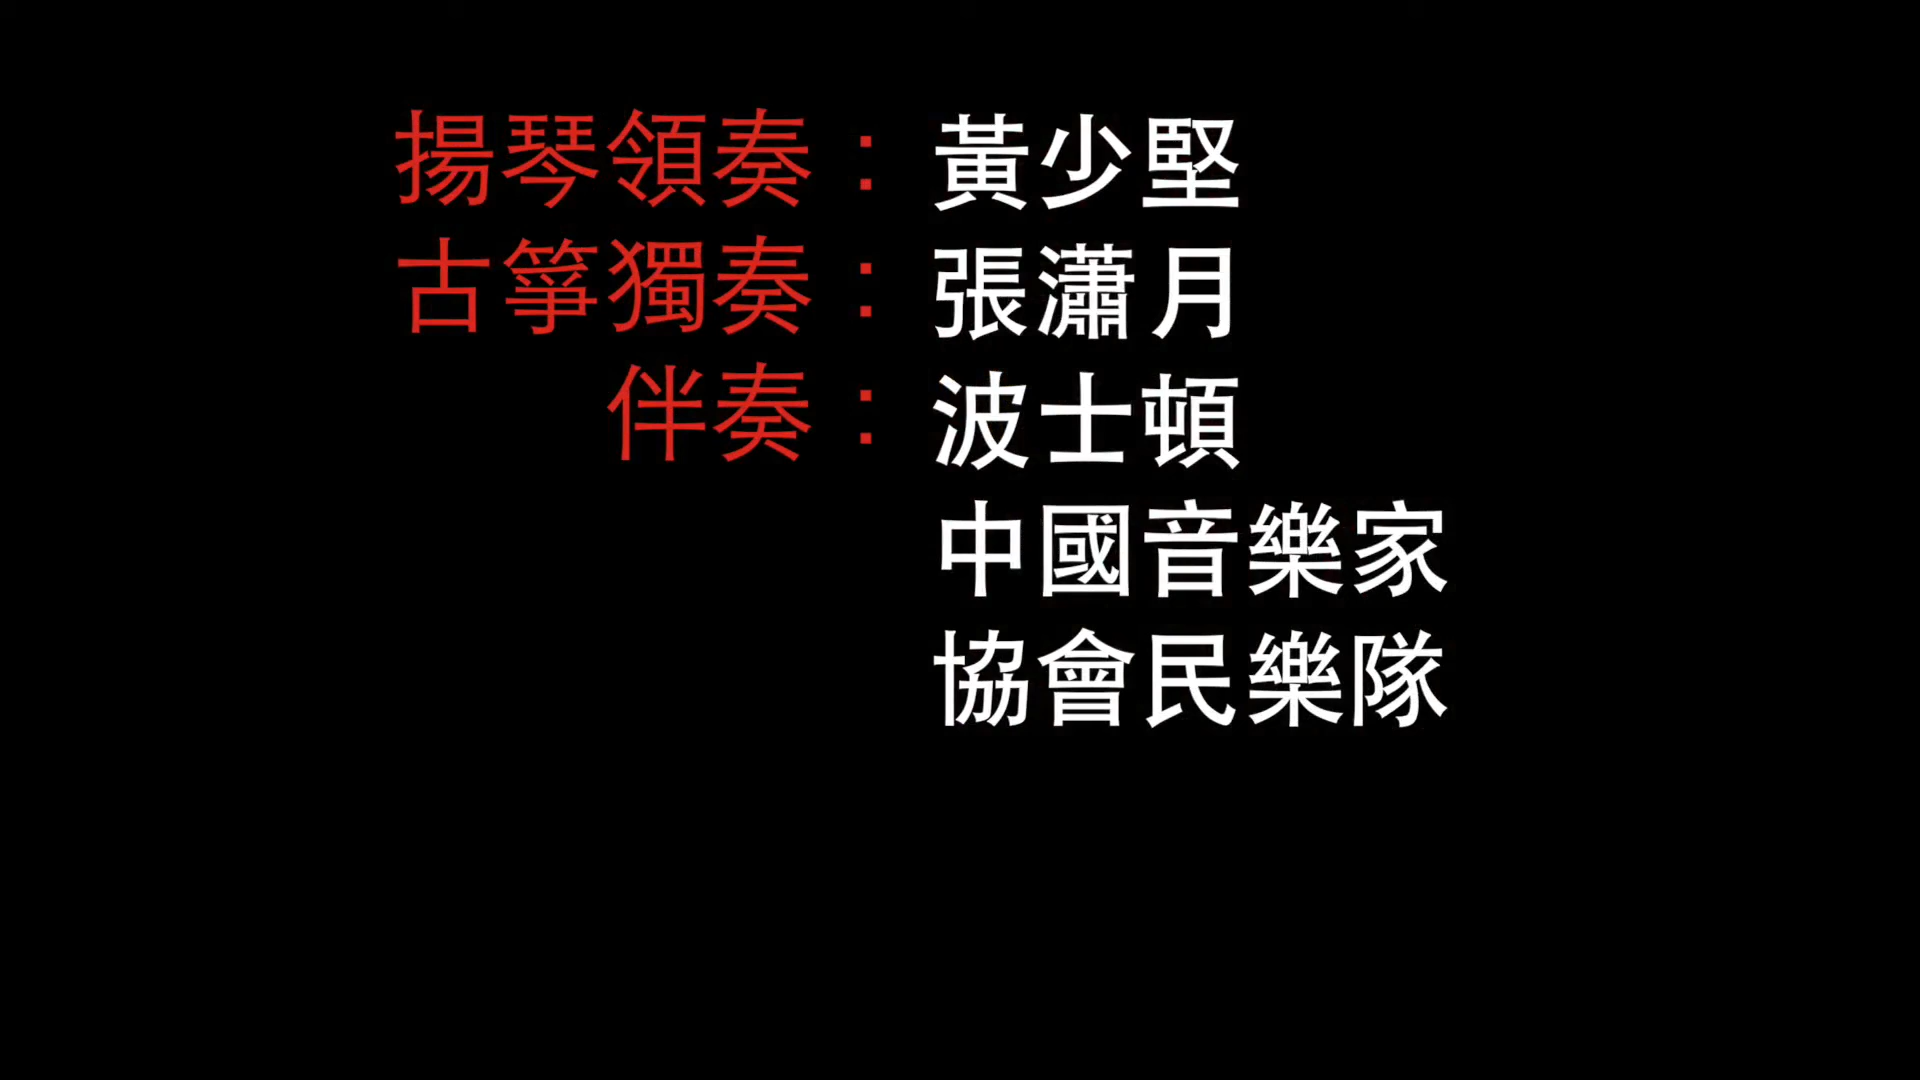 揚琴領奏：黃少堅
古箏獨奏：張瀟月
伴奏：波士頓
中國音樂家
協會民樂隊